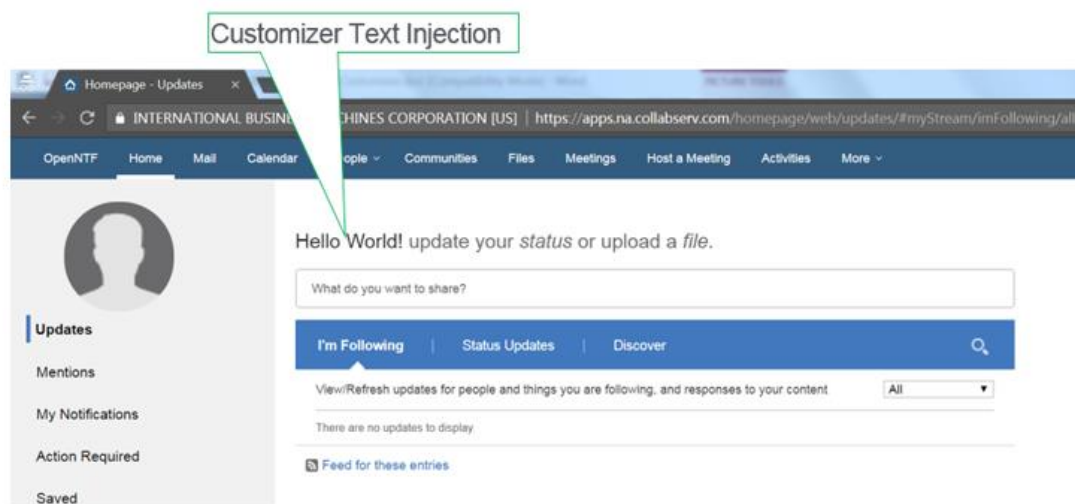 Customizer Text Injection
Homepage - Updates ×
INTERNATIONAL BUSINE CHINES CORPORATION [US] | https://apps.na.collabserv.com/homepage/web/updates/#myStream/imFollowing/all
OpenNTF Home Mail Calendar ople Communities Files Meetings Host a Meeting Activities More
Hello World! update your status or upload a file.
What do you want to share?
Updates
I'm Following | Status Updates | Discover
Mentions
View/Refresh updates for people and things you are following, and responses to your content All
My Notifications
There are no updates to display
Action Required
Feed for these entries
Saved